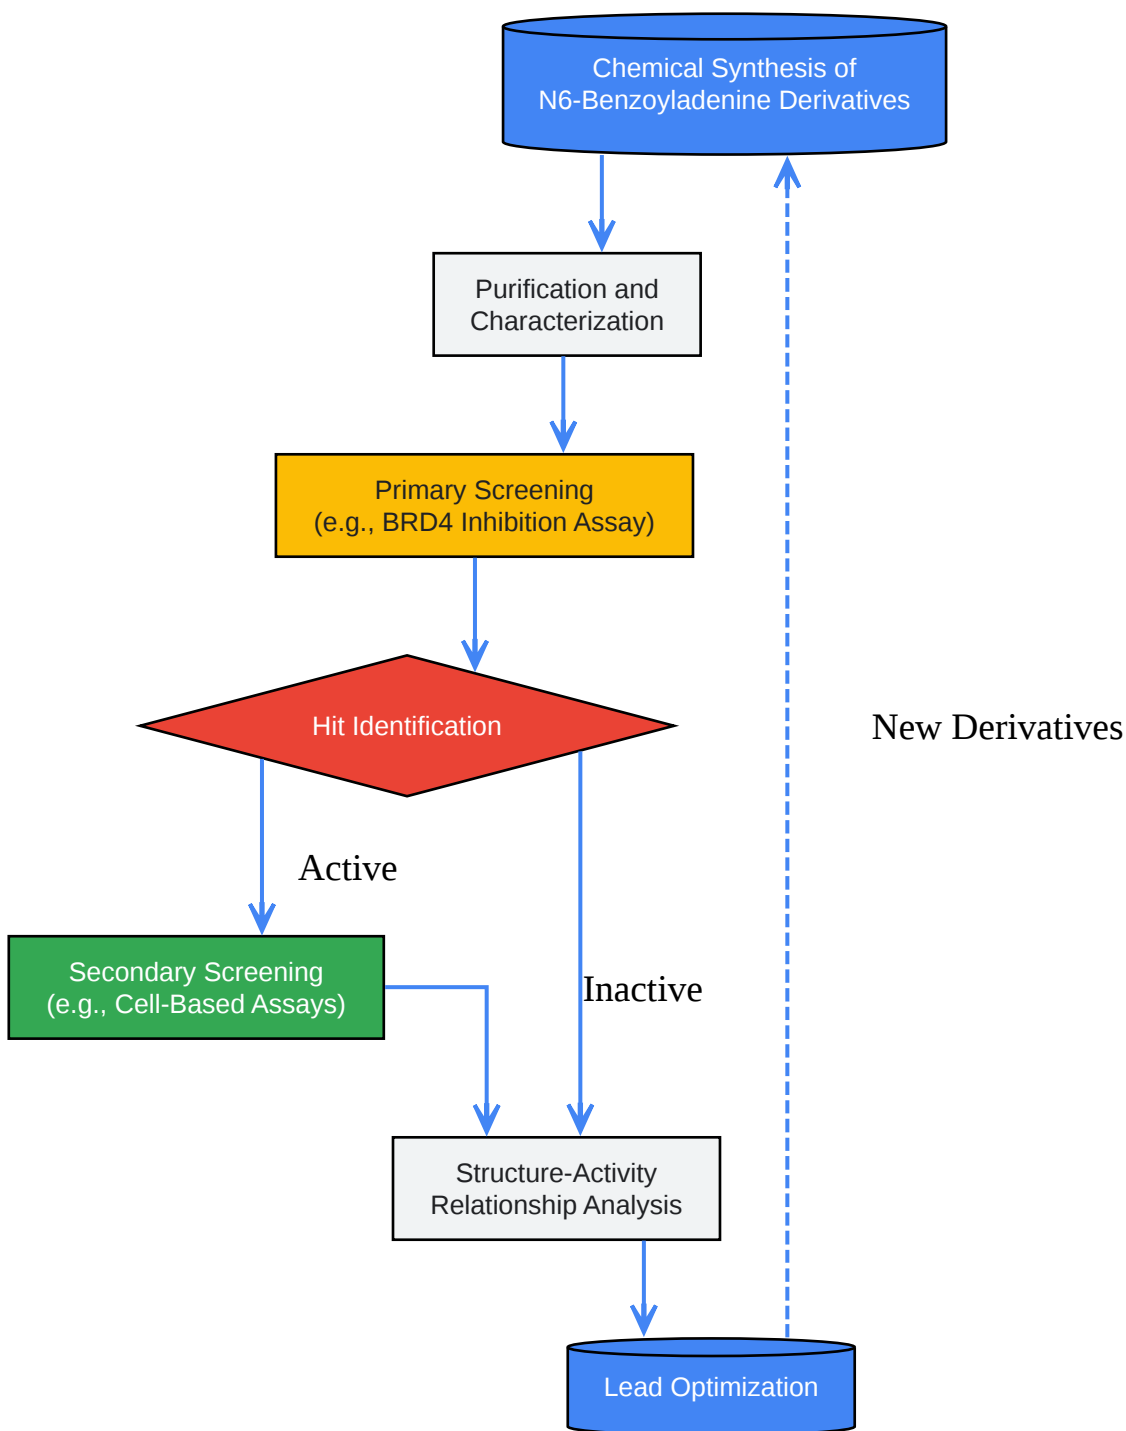 Chemical Synthesis of
N6-Benzoyladenine Derivatives
Purification and
Characterization
Primary Screening
(e.g., BRD4 Inhibition Assay)
Hit Identification
New Derivatives
Active
Secondary Screening
(e.g., Cell-Based Assays)
Inactive
Structure-Activity
Relationship Analysis
Lead Optimization